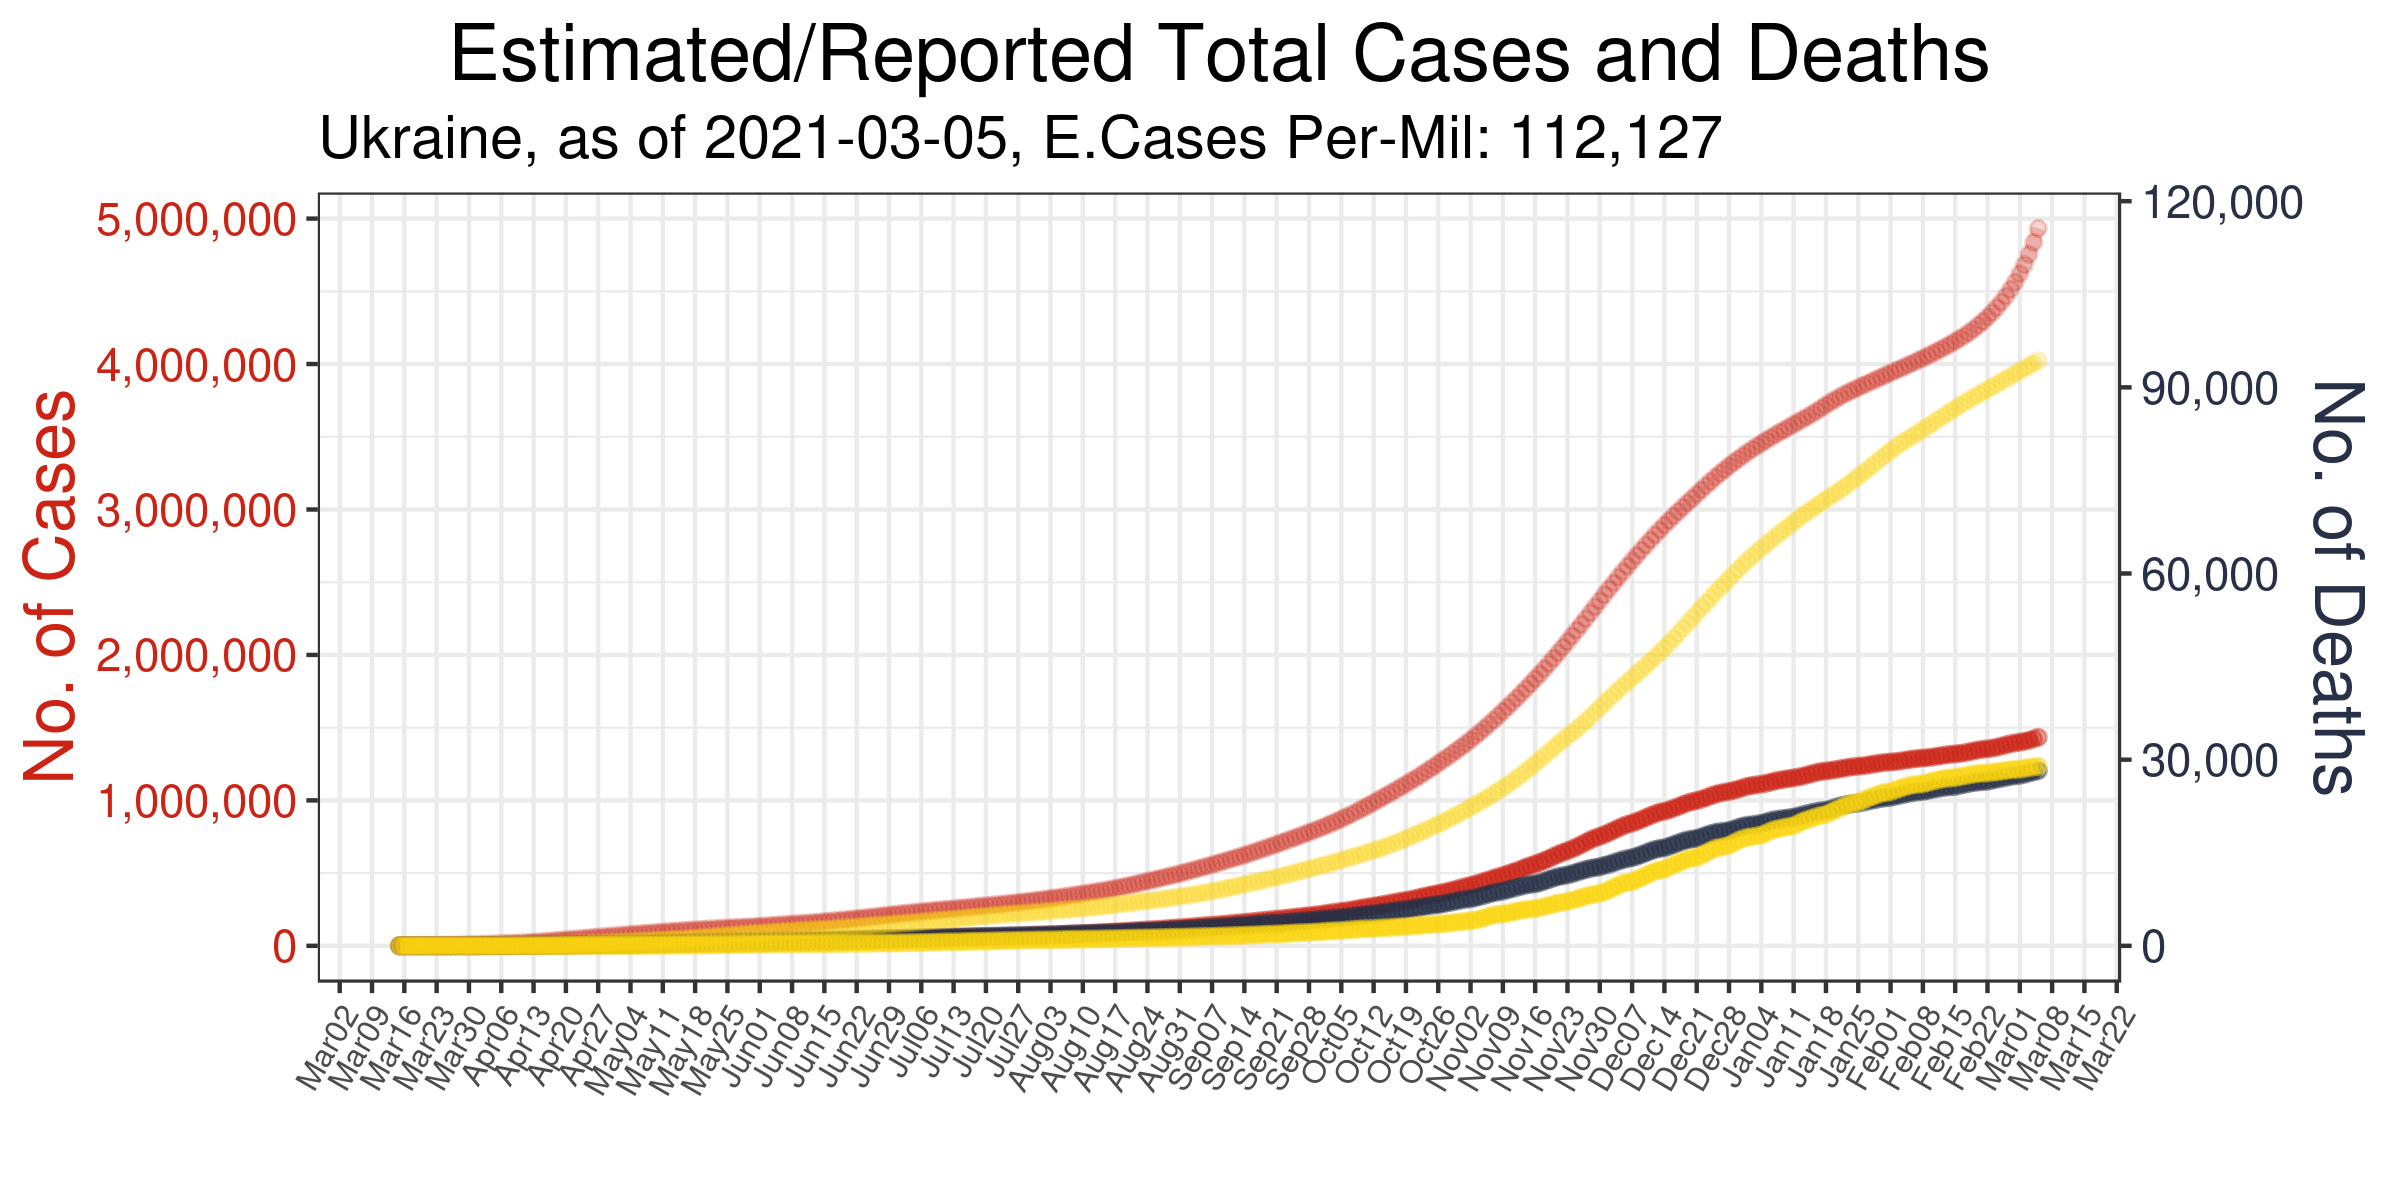 Estimated/Reported Total Cases and Deaths
Ukraine, as of 2021-03-05, E.Cases Per-Mil: 112,127
No. of Cases
5,000,000
4,000,000
3,000,000
2,000,000
1,000,000
0
120,000
90,000
60,000
30,000
0
No. of Deaths
Mar02
Mar09
Mar16
Mar23
Mar30
Apr06
Apr13
Apr20
Apr27
May04
May11
May18
May25
Jun01
Jun08
Jun15
Jun22
Jun29
Jul06
Jul13
Jul20
Jul27
Aug03
Aug10
Aug17
Aug24
Aug31
Sep07
Sep14
Sep21
Sep28
Oct05
Oct12
Oct19
Oct26
Nov02
Nov09
Nov16
Nov23
Nov30
Dec07
Dec14
Dec21
Dec28
Jan04
Jan11
Jan18
Jan25
Feb01
Feb08
Feb15
Feb22
Mar01
Mar08
Mar15
Mar22